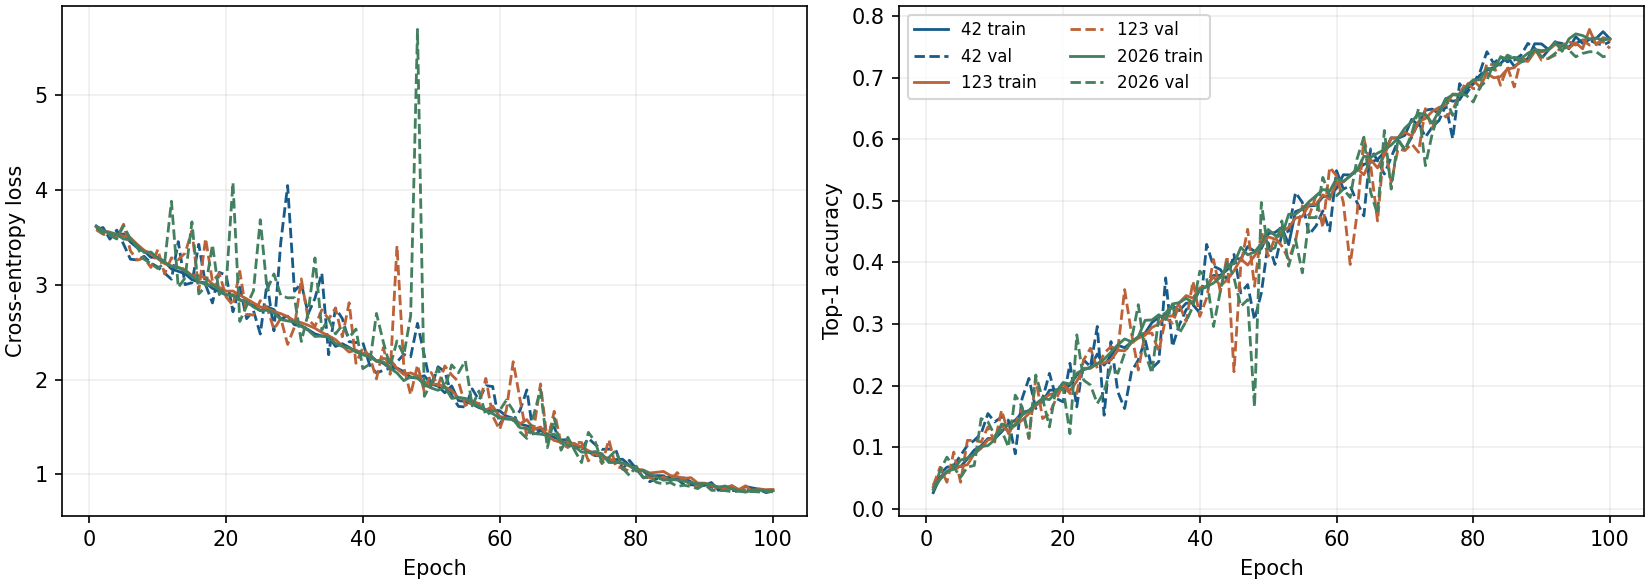 Cross-entropy loss
5
4
3
2
1
0 20 40 60 80 100
Epoch
Top-1 accuracy
0.8
0.7
0.6
0.5
0.4
0.3
0.2
0.1
0.0
42 train 123 val
42 val 2026 train
123 train 2026 val
0 20 40 60 80 100
Epoch